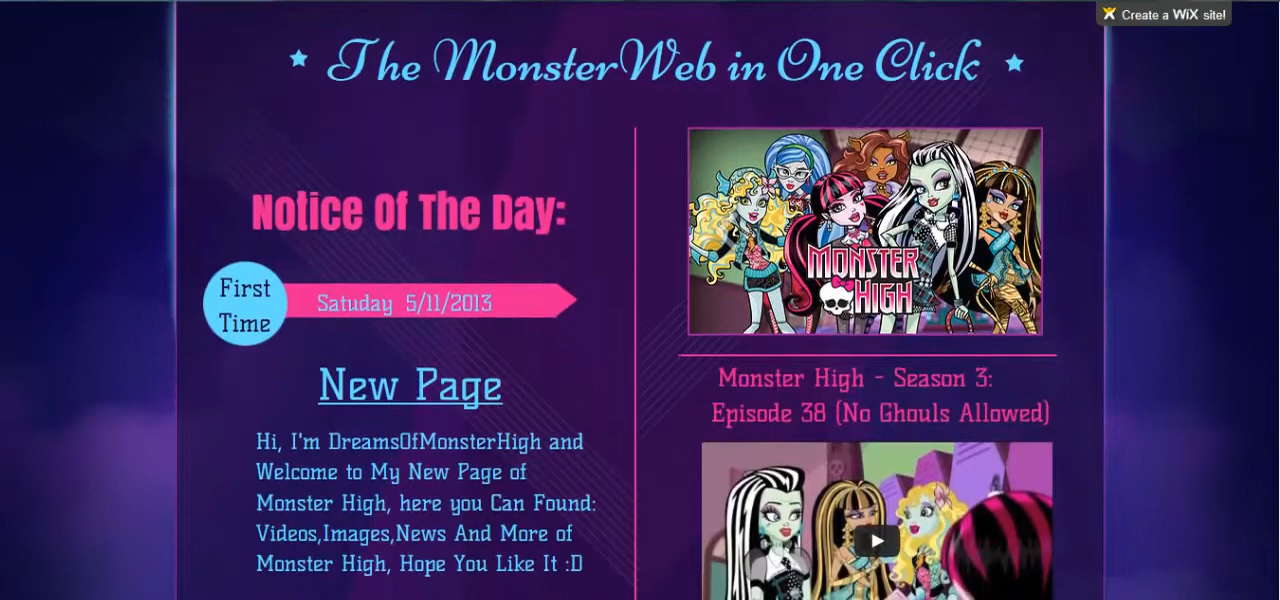 Create a WiX site!
The MonsterWeb in One Click
Notice Of The Day:
First
Time
Satuday 5/11/2013
New Page
Hi, I'm DreamsOfMonsterHigh and
Welcome to My New Page of
Monster High, here you Can Found:
Videos,Images,News And More of
Monster High, Hope You Like It :D
MONSTER
HIGH
Monster High - Season 3:
Episode 38 (No Ghouls Allowed)